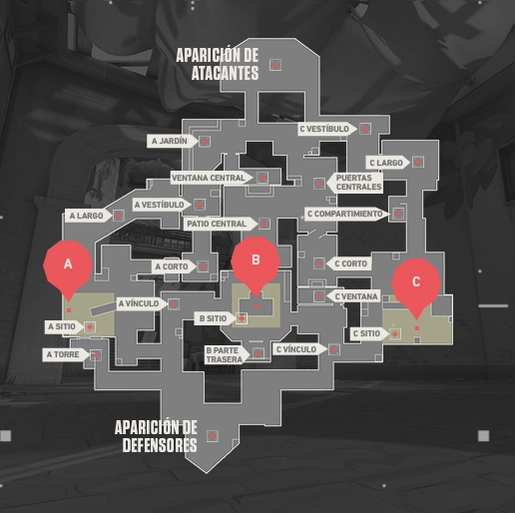 APARICIÓN DE
ATACANTES
C VESTÍBULO
A JARDÍN
C LARGO
VENTANA CENTRAL
PUERTAS
CENTRALES
A VESTÍBULO
A LARGO
C COMPARTIMIENTO
PATIO CENTRAL
A
B
C
A CORTO
C CORTO
A VÍNCULO
C VENTANA
B SITIO
A SITIO
C SITIO
A TORRE
B PARTE
TRASERA
C VÍNCULO
APARICIÓN DE
DEFENSORES